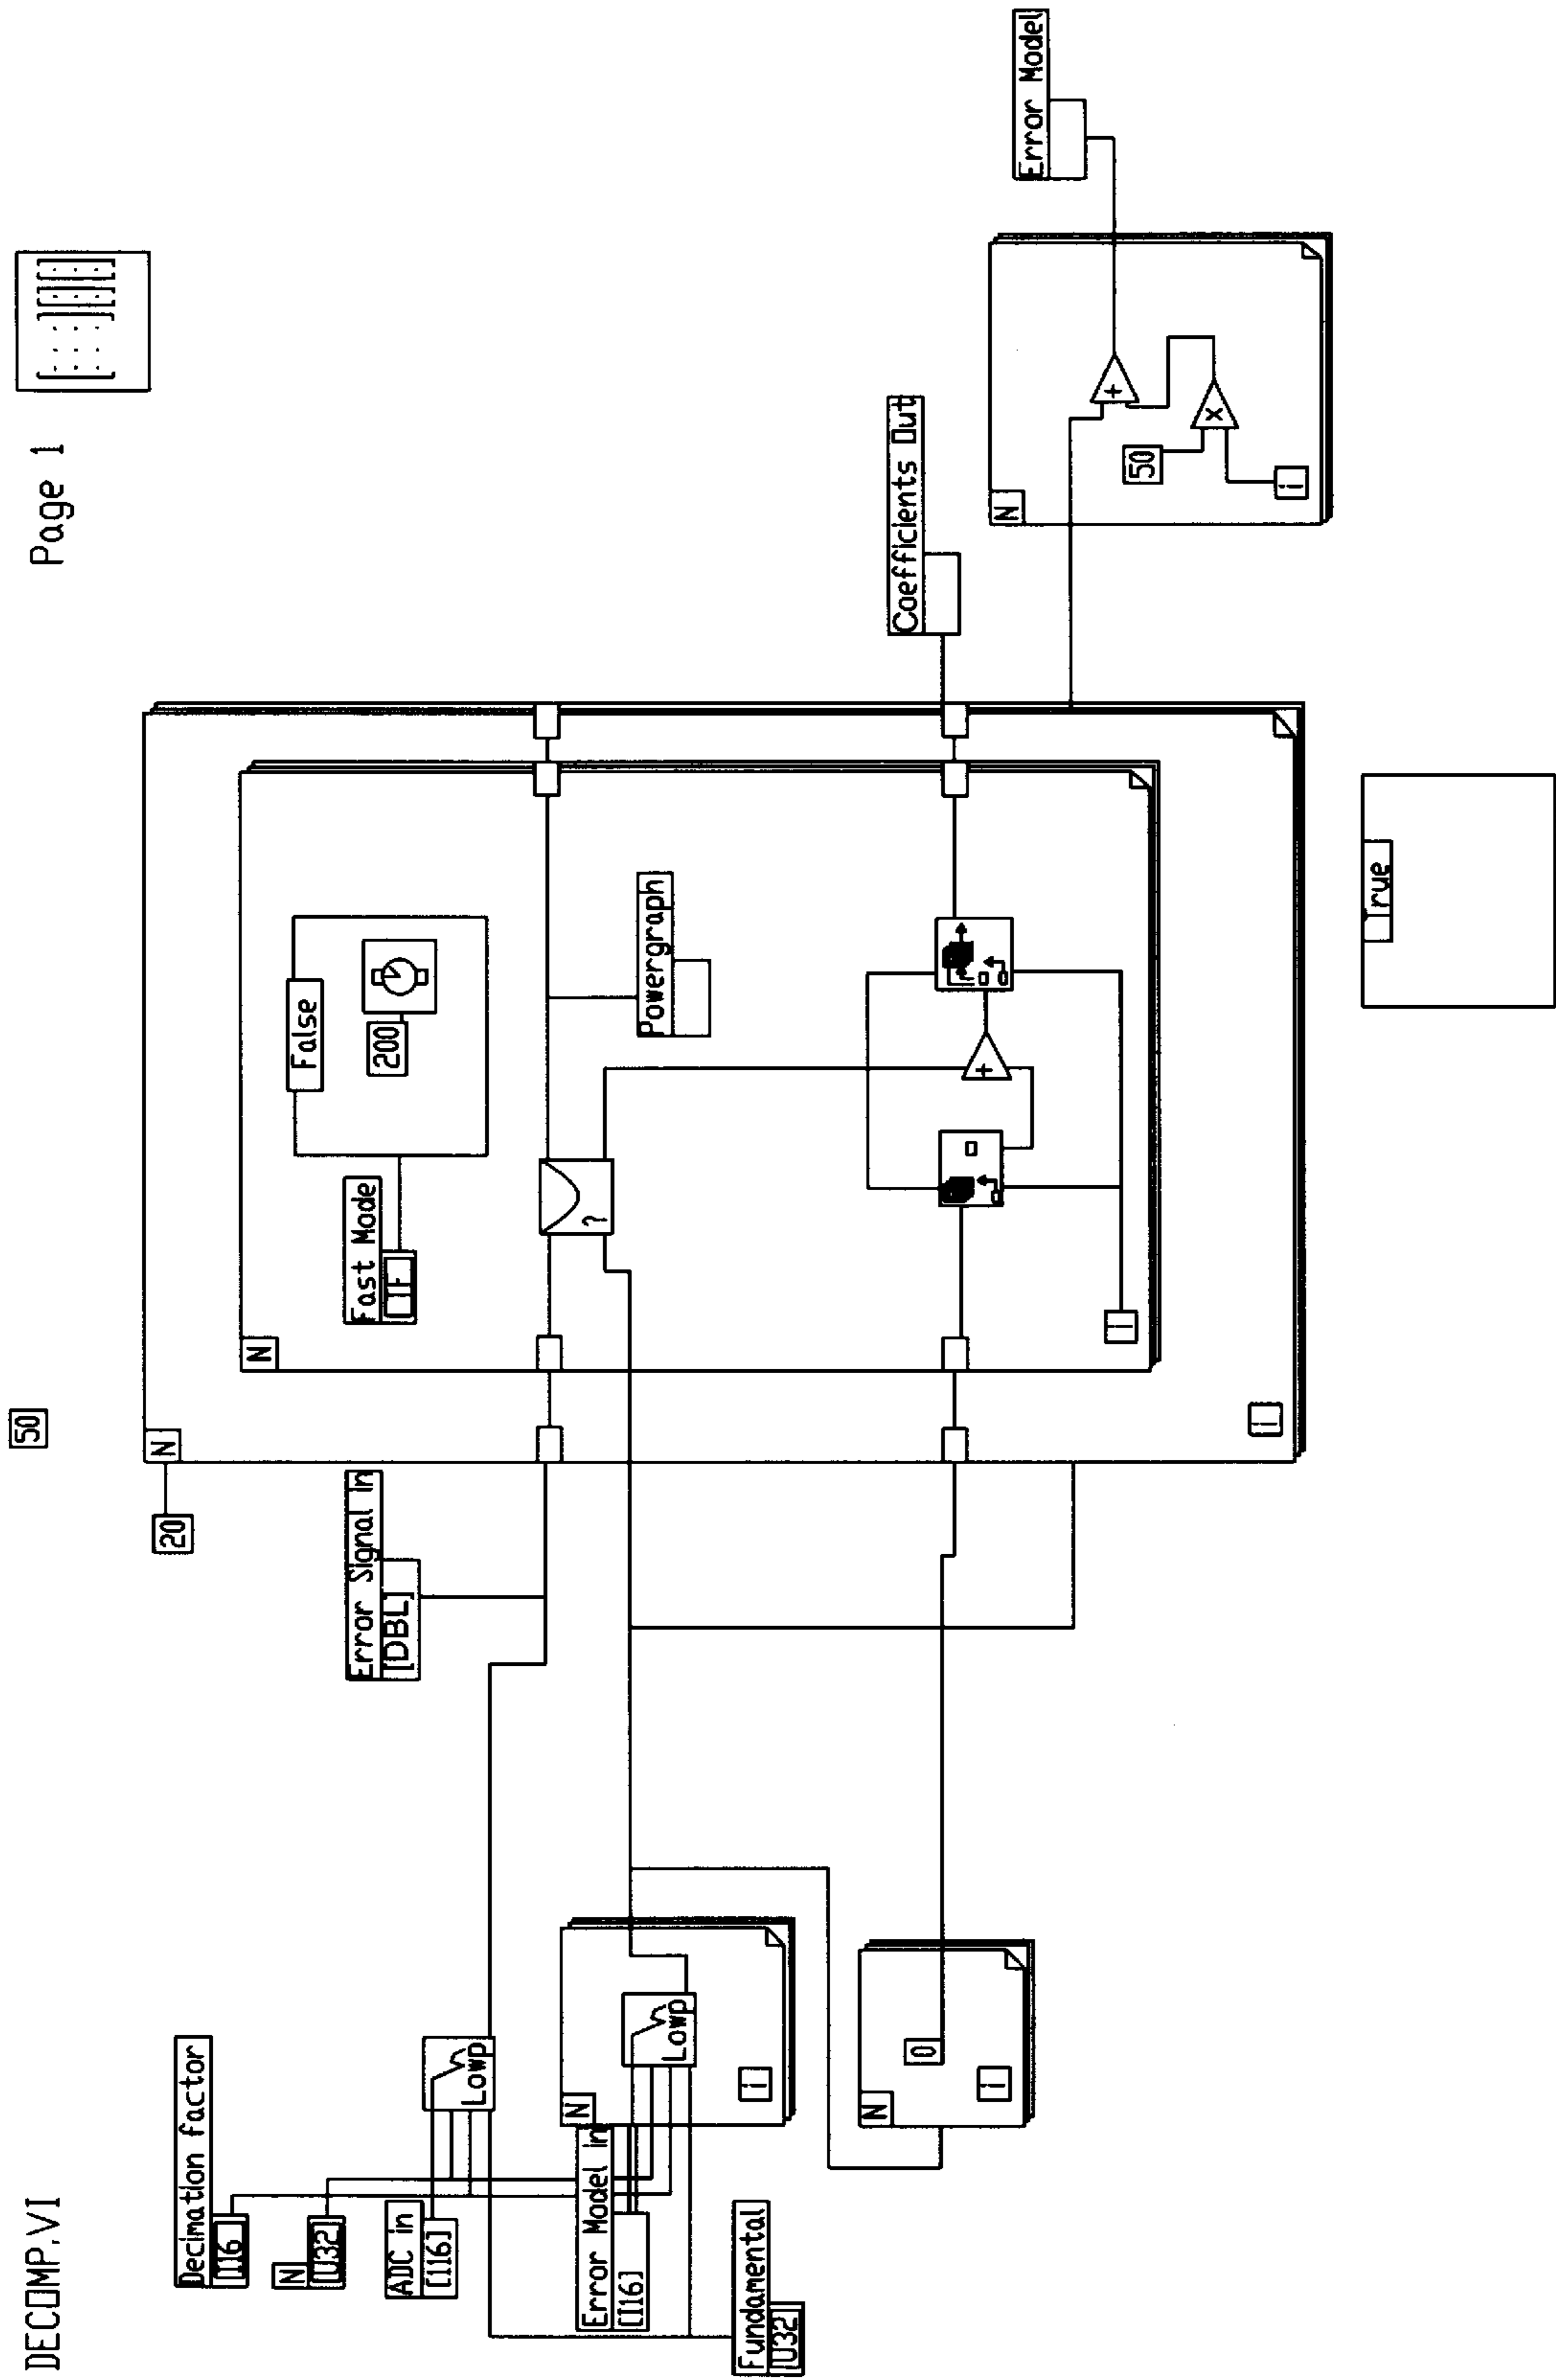 DECOMP.VI
Page 1
50
Decimation factor
[I16]
N
[U32]
ADC in
[I16]
Error Model in
[I16]
Fundamental
[U32]
Lowp
N
Lowp
i
N
0
i
Error Signal in
[DBL]
20
N
N
Fast Mode
TF
False
200
?
Powergraph
+
i
i
Coefficients Out
N
50
i
x
+
Error Model
True